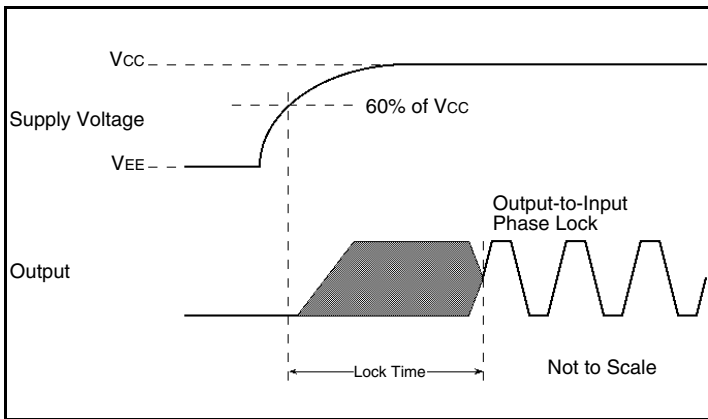 VCC
60% of VCC
Supply Voltage
VEE
Output-to-Input
Phase Lock
Output
Lock Time
Not to Scale